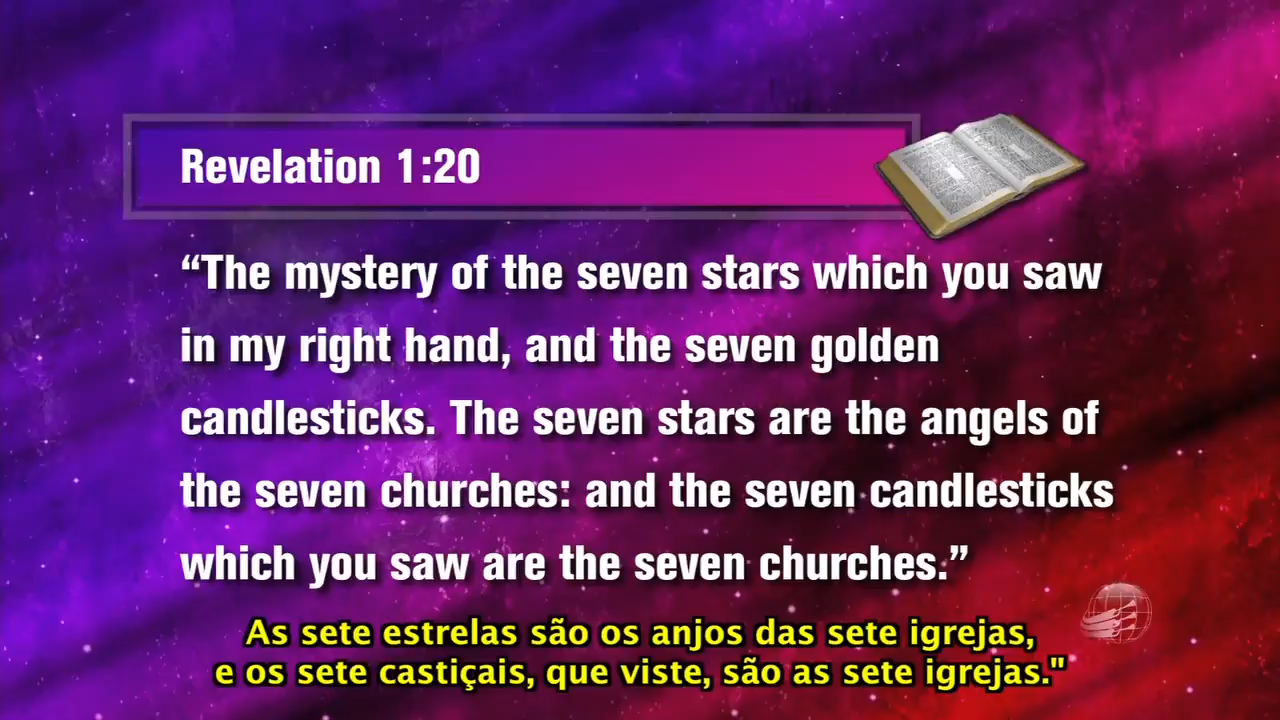 Revelation 1:20
“The mystery of the seven stars which you saw
in my right hand, and the seven golden
candlesticks. The seven stars are the angels of
the seven churches: and the seven candlesticks
which you saw are the seven churches.”
As sete estrelas são os anjos das sete igrejas,
e os sete castiçais, que viste, são as sete igrejas."